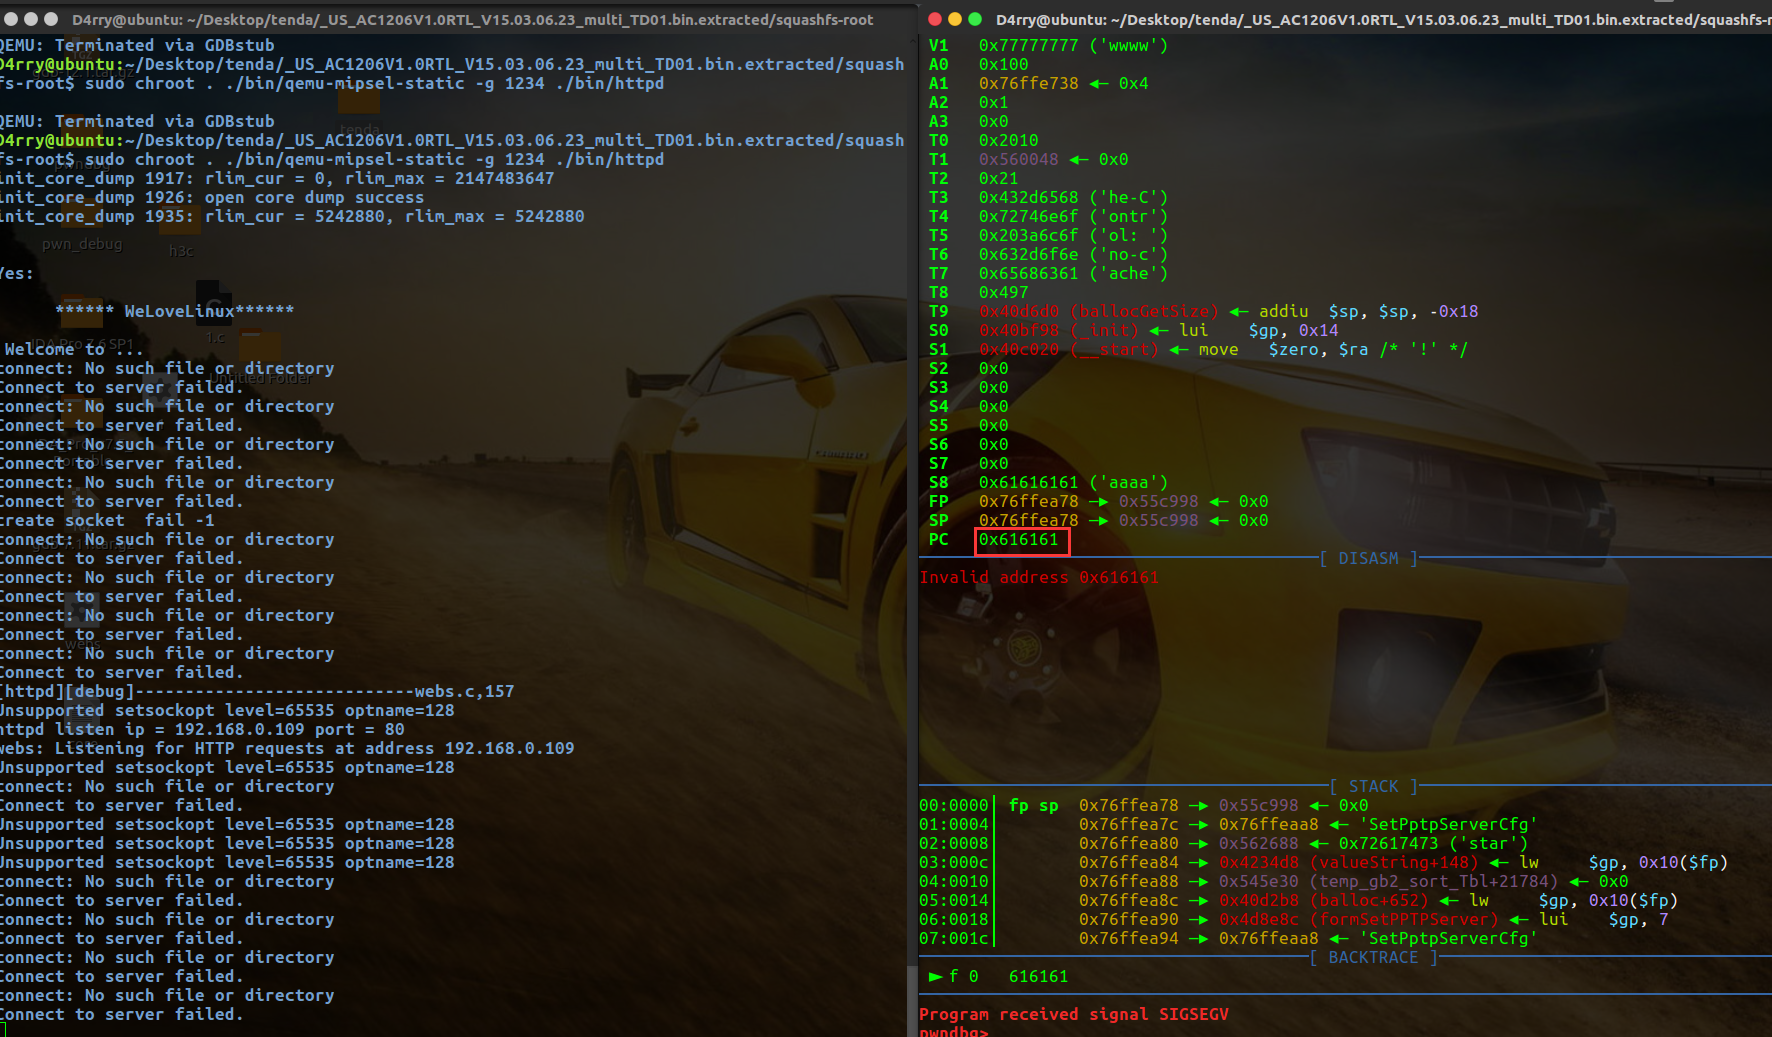 D4rry@ubuntu: ~/Desktop/tenda/_US_AC1206V1.0RTL_V15.03.06.23_multi_TD01.bin.extracted/squashfs-root
QEMU: Terminated via GDBstub
D4rry@ubuntu:~/Desktop/tenda/_US_AC1206V1.0RTL_V15.03.06.23_multi_TD01.bin.extracted/squash
fs-root$ sudo chroot . ./bin/qemu-mipsel-static -g 1234 ./bin/httpd
QEMU: Terminated via GDBstub
D4rry@ubuntu:~/Desktop/tenda/_US_AC1206V1.0RTL_V15.03.06.23_multi_TD01.bin.extracted/squash
fs-root$ sudo chroot . ./bin/qemu-mipsel-static -g 1234 ./bin/httpd
init_core_dump 1917: rlim_cur = 0, rlim_max = 2147483647
init_core_dump 1926: open core dump success
init_core_dump 1935: rlim_cur = 5242880, rlim_max = 5242880
Yes:
****** WeLoveLinux******
Welcome to ...
connect: No such file or directory
Connect to server failed.
connect: No such file or directory
Connect to server failed.
connect: No such file or directory
Connect to server failed.
connect: No such file or directory
Connect to server failed.
create socket  fail -1
connect: No such file or directory
Connect to server failed.
connect: No such file or directory
Connect to server failed.
connect: No such file or directory
Connect to server failed.
connect: No such file or directory
Connect to server failed.
[httpd][debug]----------------------------webs.c,157
Unsupported setsockopt level=65535 optname=128
httpd listen ip = 192.168.0.109 port = 80
webs: Listening for HTTP requests at address 192.168.0.109
Unsupported setsockopt level=65535 optname=128
connect: No such file or directory
Connect to server failed.
Unsupported setsockopt level=65535 optname=128
Unsupported setsockopt level=65535 optname=128
Unsupported setsockopt level=65535 optname=128
connect: No such file or directory
Connect to server failed.
connect: No such file or directory
Connect to server failed.
connect: No such file or directory
Connect to server failed.
connect: No such file or directory
Connect to server failed.
tenda
pwn_debug
h3c
1.c
IDA Pro 7.6 SP1
Untitled Folder
webs
D4rry@ubuntu: ~/Desktop/tenda/_US_AC1206V1.0RTL_V15.03.06.23_multi_TD01.bin.extracted/squashfs-r
V1 0x77777777 ('wwww')
A0 0x100
A1 0x76ffe738 ◂— 0x4
A2 0x1
A3 0x0
T0 0x2010
T1 0x560048 ◂— 0x0
T2 0x21
T3 0x432d6568 ('he-C')
T4 0x72746e6f ('ontr')
T5 0x203a6c6f ('ol: ')
T6 0x632d6f6e ('no-c')
T7 0x65686361 ('ache')
T8 0x497
T9 0x40d6d0 (ballocGetSize) ◂— addiu $sp, $sp, -0x18
S0 0x40bf98 (_init) ◂— lui $gp, 0x14
S1 0x40c020 (__start) ◂— move $zero, $ra /* '!' */
S2 0x0
S3 0x0
S4 0x0
S5 0x0
S6 0x0
S7 0x0
S8 0x61616161 ('aaaa')
FP 0x76ffea78 —▸ 0x55c998 ◂— 0x0
SP 0x76ffea78 —▸ 0x55c998 ◂— 0x0
PC 0x616161
[ DISASM ]
Invalid address 0x616161
[ STACK ]
00:0000│ fp sp 0x76ffea78 —▸ 0x55c998 ◂— 0x0
01:0004│ 0x76ffea7c —▸ 0x76ffeaa8 ◂— 'SetPptpServerCfg'
02:0008│ 0x76ffea80 —▸ 0x562688 ◂— 0x72617473 ('star')
03:000c│ 0x76ffea84 —▸ 0x4234d8 (valueString+148) ◂— lw $gp, 0x10($fp)
04:0010│ 0x76ffea88 —▸ 0x545e30 (temp_gb2_sort_Tbl+21784) ◂— 0x0
05:0014│ 0x76ffea8c —▸ 0x40d2b8 (balloc+652) ◂— lw $gp, 0x10($fp)
06:0018│ 0x76ffea90 —▸ 0x4d8e8c (formSetPPTPServer) ◂— lui $gp, 7
07:001c│ 0x76ffea94 —▸ 0x76ffeaa8 ◂— 'SetPptpServerCfg'
[ BACKTRACE ]
► f 0 616161
Program received signal SIGSEGV
pwndbg>